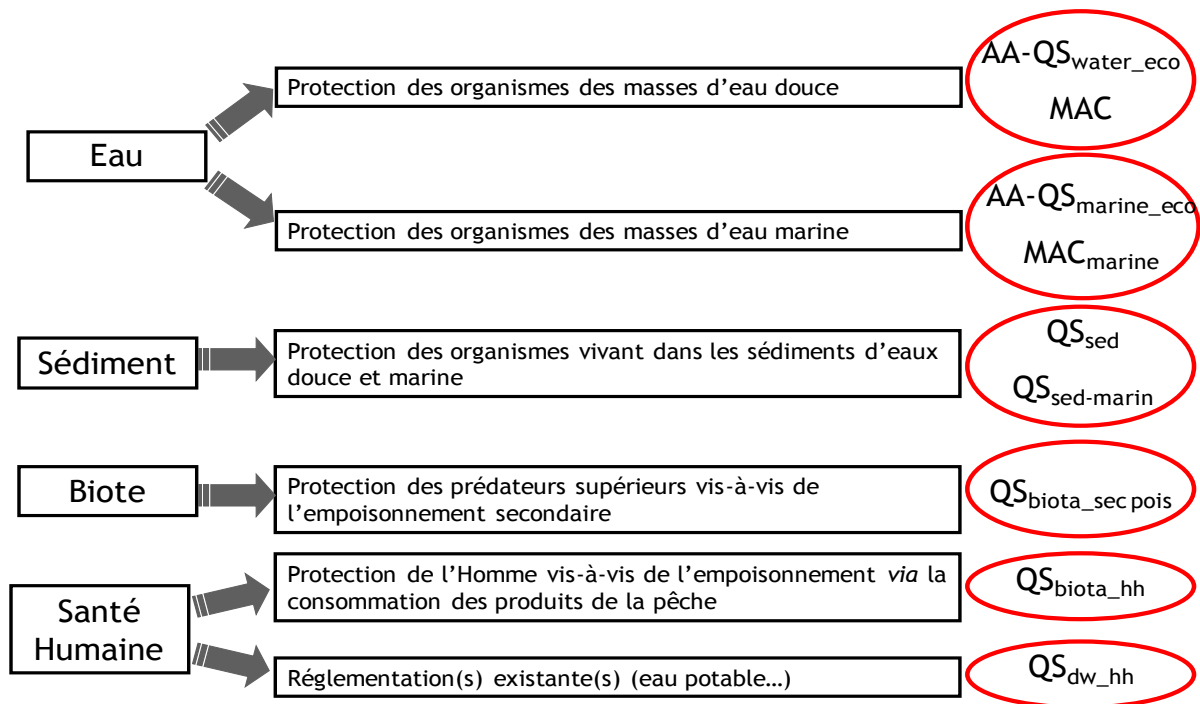 Eau
Protection des organismes des masses d'eau douce
AA-QSwater_eco
MAC
Protection des organismes des masses d'eau marine
AA-QSmarine_eco
MACmarine
Sédiment
Protection des organismes vivant dans les sédiments d'eaux
douce et marine
QSsed
QSsed-marin
Biote
Protection des prédateurs supérieurs vis-à-vis de
l'empoisonnement secondaire
QSbiota_sec pois
Santé
Humaine
Protection de l'Homme vis-à-vis de l'empoisonnement via la
consommation des produits de la pêche
QSbiota_hh
Réglementation(s) existante(s) (eau potable…)
QSdw_hh